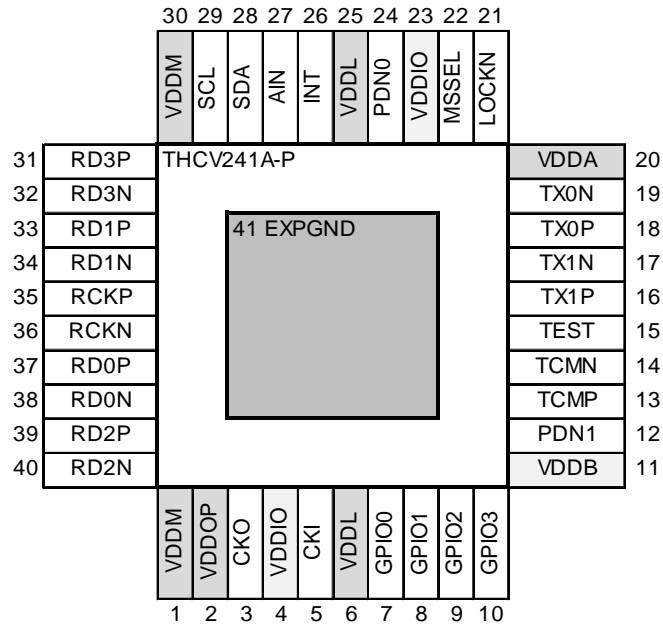 30 29 28 27 26 25 24 23 22 21
VDDM SCL SDA AIN INT VDDL PDN0 VDDIO MSSEL LOCKN
THCV241A-P
41 EXPGND
31 RD3P
32 RD3N
33 RD1P
34 RD1N
35 RCKP
36 RCKN
37 RD0P
38 RD0N
39 RD2P
40 RD2N
VDDA 20
TX0N 19
TX0P 18
TX1N 17
TX1P 16
TEST 15
TCMN 14
TCMP 13
PDN1 12
VDDB 11
VDDM VDDOP CKO VDDIO CKI VDDL GPIO0 GPIO1 GPIO2 GPIO3
1 2 3 4 5 6 7 8 9 10